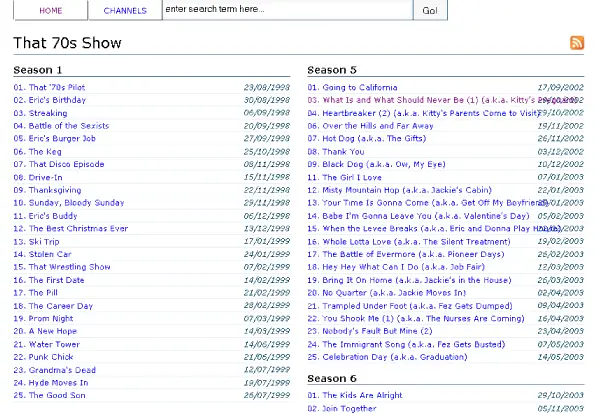 HOME
CHANNELS
enter search term here...
Go!
That 70s Show
Season 1
01. That '70s Pilot 23/08/1998
02. Eric's Birthday 30/08/1998
03. Streaking 06/09/1998
04. Battle of the Sexists 20/09/1998
05. Eric's Burger Job 27/09/1998
06. The Keg 25/10/1998
07. That Disco Episode 08/11/1998
08. Drive-In 15/11/1998
09. Thanksgiving 22/11/1998
10. Sunday, Bloody Sunday 29/11/1998
11. Eric's Buddy 06/12/1998
12. The Best Christmas Ever 13/12/1998
13. Ski Trip 17/01/1999
14. Stolen Car 24/01/1999
15. That Wrestling Show 07/02/1999
16. The First Date 14/02/1999
17. The Pill 21/02/1999
18. The Career Day 28/02/1999
19. Prom Night 07/03/1999
20. A New Hope 14/03/1999
21. Water Tower 14/06/1999
22. Punk Chick 21/06/1999
23. Grandma's Dead 12/07/1999
24. Hyde Moves In 19/07/1999
25. The Good Son 26/07/1999
Season 5
01. Going to California 17/09/2002
03. What Is and What Should Never Be (1) (a.k.a. Kitty's
04. Heartbreaker (2) (a.k.a. Kitty's Parents Come to Visit) 29/10/2002
06. Over the Hills and Far Away 19/11/2002
07. Hot Dog (a.k.a. The Gifts) 26/11/2002
08. Thank You 03/12/2002
09. Black Dog (a.k.a. Ow, My Eye) 10/12/2002
11. The Girl I Love 07/01/2003
12. Misty Mountain Hop (a.k.a. Jackie's Cabin) 22/01/2003
13. Your Time Is Gonna Come (a.k.a. Get Off My Boyfriend)
14. Babe I'm Gonna Leave You (a.k.a. Valentine's Day) 05/02/2003
15. When the Levee Breaks (a.k.a. Eric and Donna Play House)
16. Whole Lotta Love (a.k.a. The Silent Treatment) 19/02/2003
17. The Battle of Evermore (a.k.a. Pioneer Days) 26/02/2003
18. Hey Hey What Can I Do (a.k.a. Job Fair) 12/03/2003
19. Bring It On Home (a.k.a. Jackie's in the House) 26/03/2003
20. No Quarter (a.k.a. Jackie Moves In) 02/04/2003
21. Trampled Under Foot (a.k.a. Fez Gets Dumped) 09/04/2003
22. You Shook Me (1) (a.k.a. The Nurses Are Coming) 16/04/2003
23. Nobody's Fault But Mine (2) 23/04/2003
24. The Immigrant Song (a.k.a. Fez Gets Busted) 07/05/2003
25. Celebration Day (a.k.a. Graduation) 14/05/2003
Season 6
01. The Kids Are Alright 29/10/2003
02. Join Together 05/11/2003